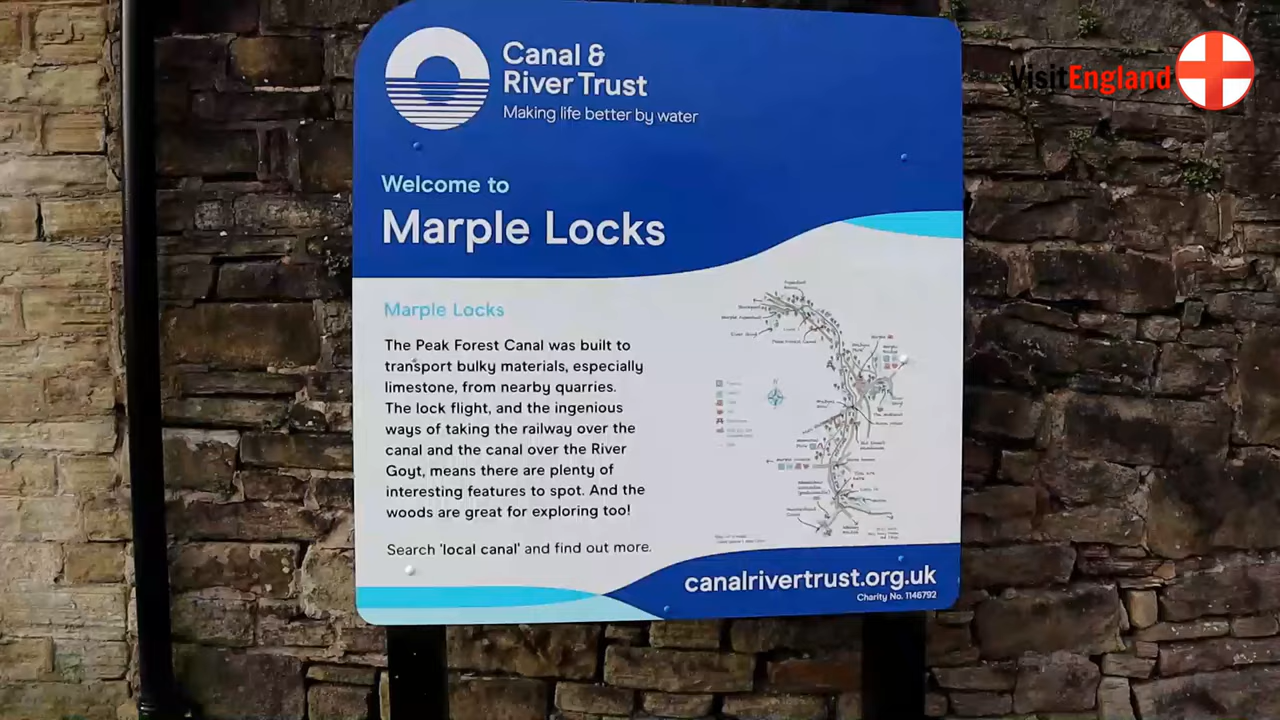 Canal &
River Trust
Making life better by water
VisitEngland
Welcome to
Marple Locks
Marple Locks
The Peak Forest Canal was built to
transport bulky materials, especially
limestone, from nearby quarries.
The lock flight, and the ingenious
ways of taking the railway over the
canal and the canal over the River
Goyt, means there are plenty of
interesting features to spot. And the
woods are great for exploring too!
Search 'local canal' and find out more.
canalrivertrust.org.uk
Charity No. 1146792